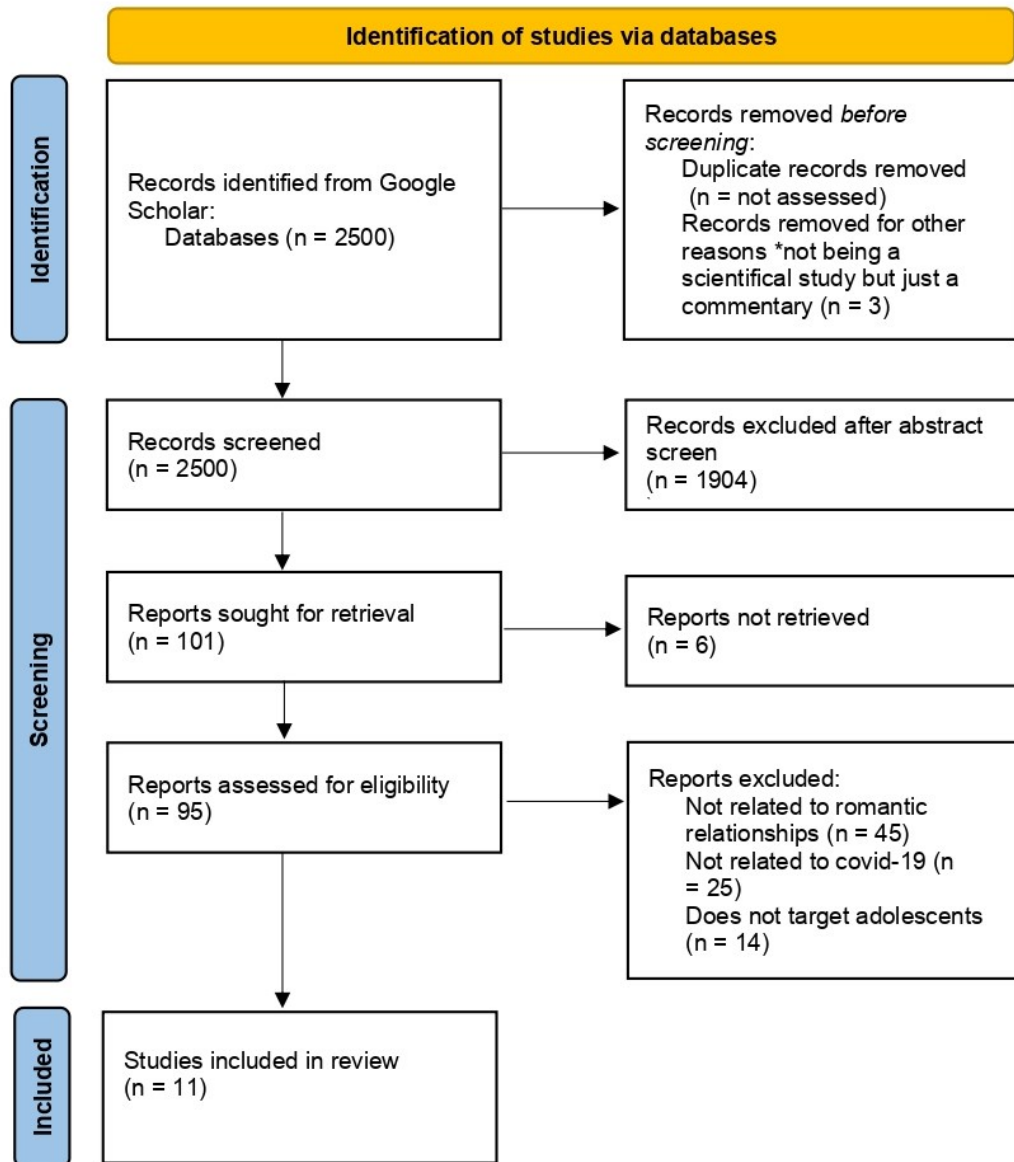 Identification of studies via databases
Identification
Records identified from Google
Scholar:
Databases (n = 2500)
Records removed before
screening:
Duplicate records removed
(n = not assessed)
Records removed for other
reasons *not being a
scientifical study but just a
commentary (n = 3)
Screening
Records screened
(n = 2500)
Records excluded after abstract
screen
(n = 1904)
Reports sought for retrieval
(n = 101)
Reports not retrieved
(n = 6)
Reports assessed for eligibility
(n = 95)
Reports excluded:
Not related to romantic
relationships (n = 45)
Not related to covid-19 (n
= 25)
Does not target adolescents
(n = 14)
Included
Studies included in review
(n = 11)